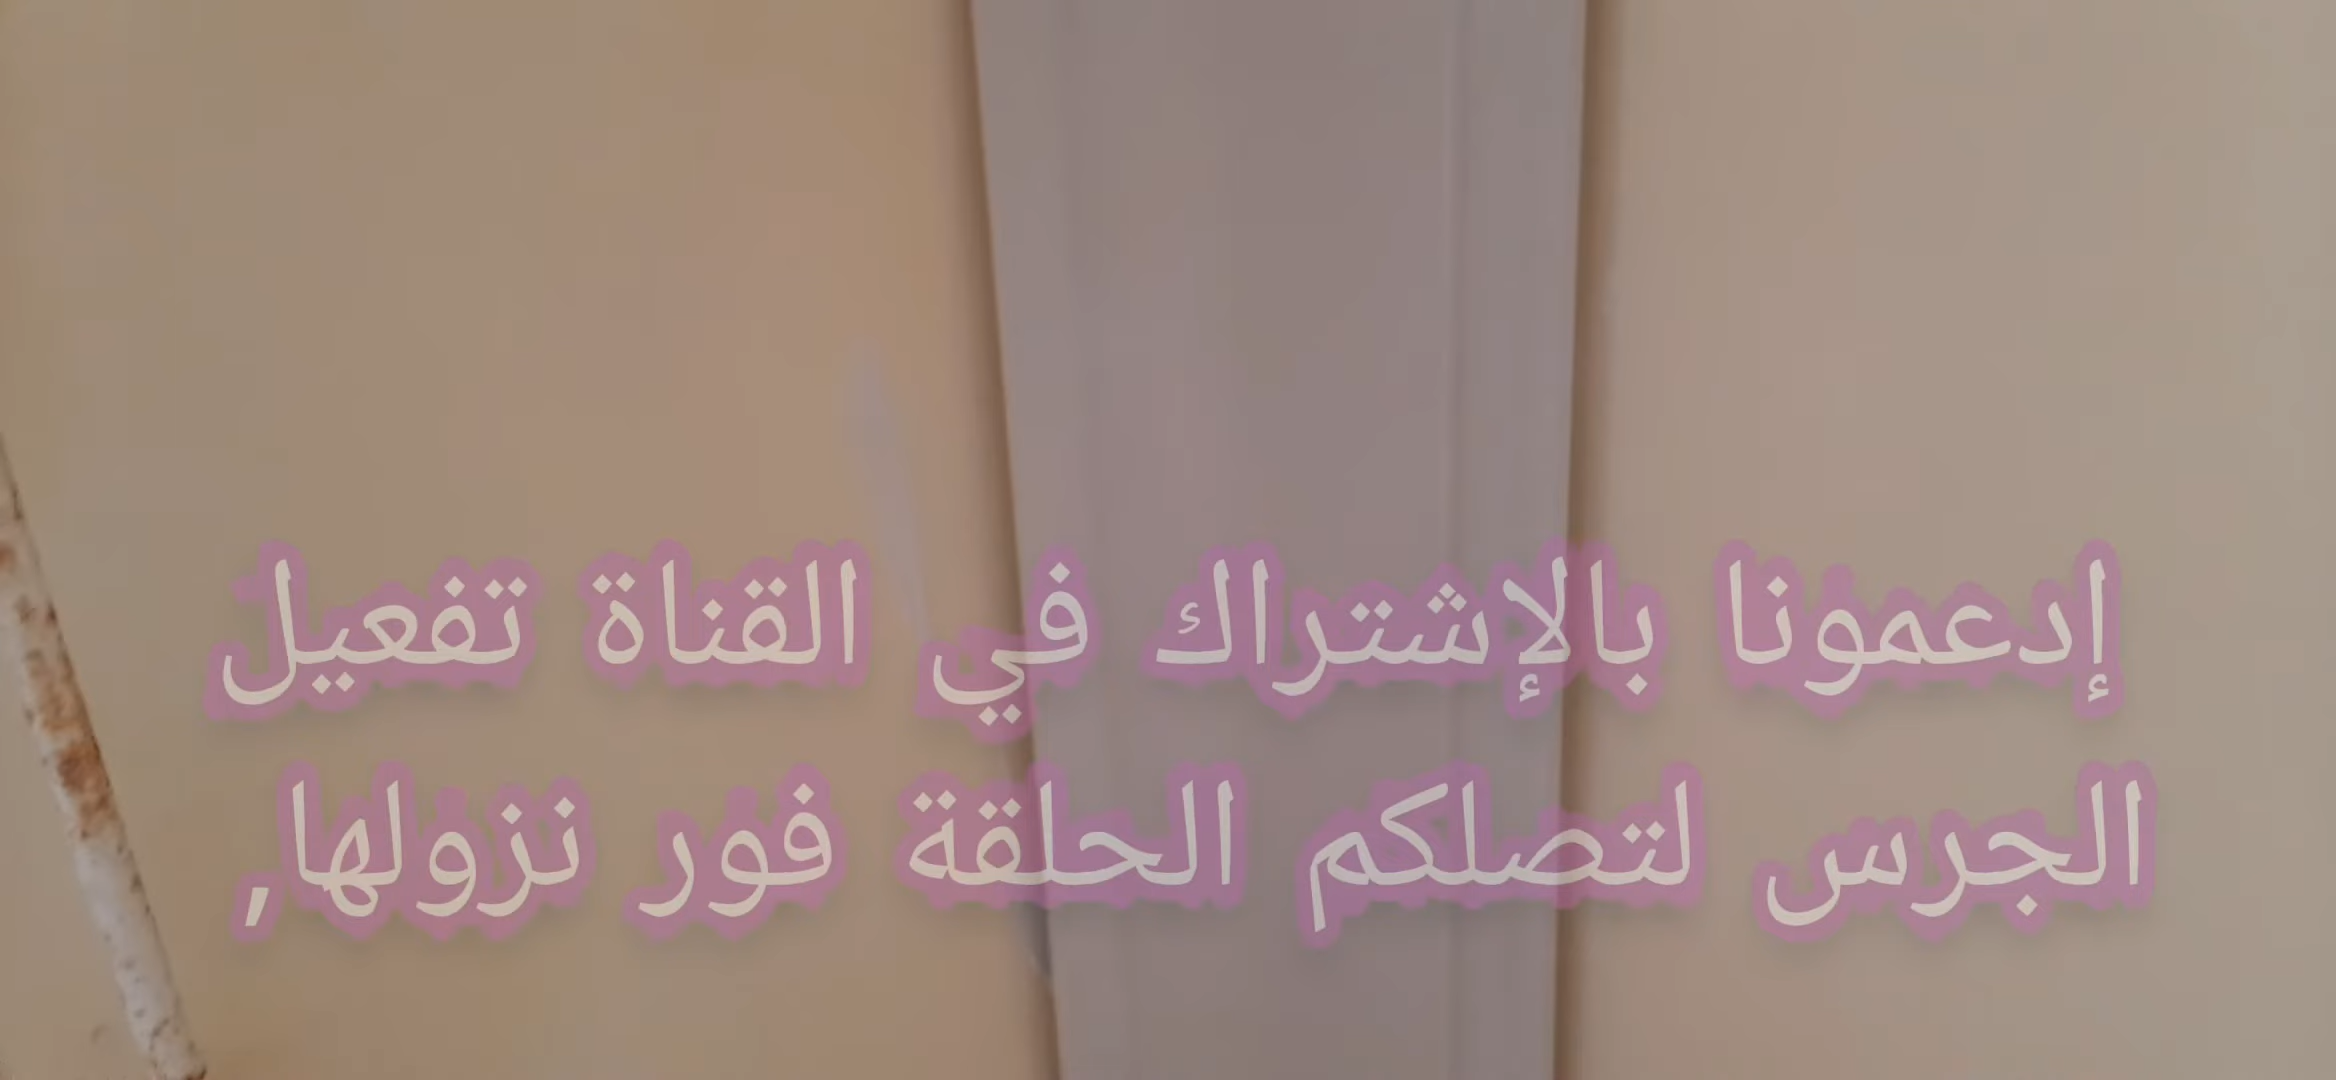 إدعمونا بالإشتراك في القناة تفعيل
الجرس لتصلكم الحلقة فور نزولها,